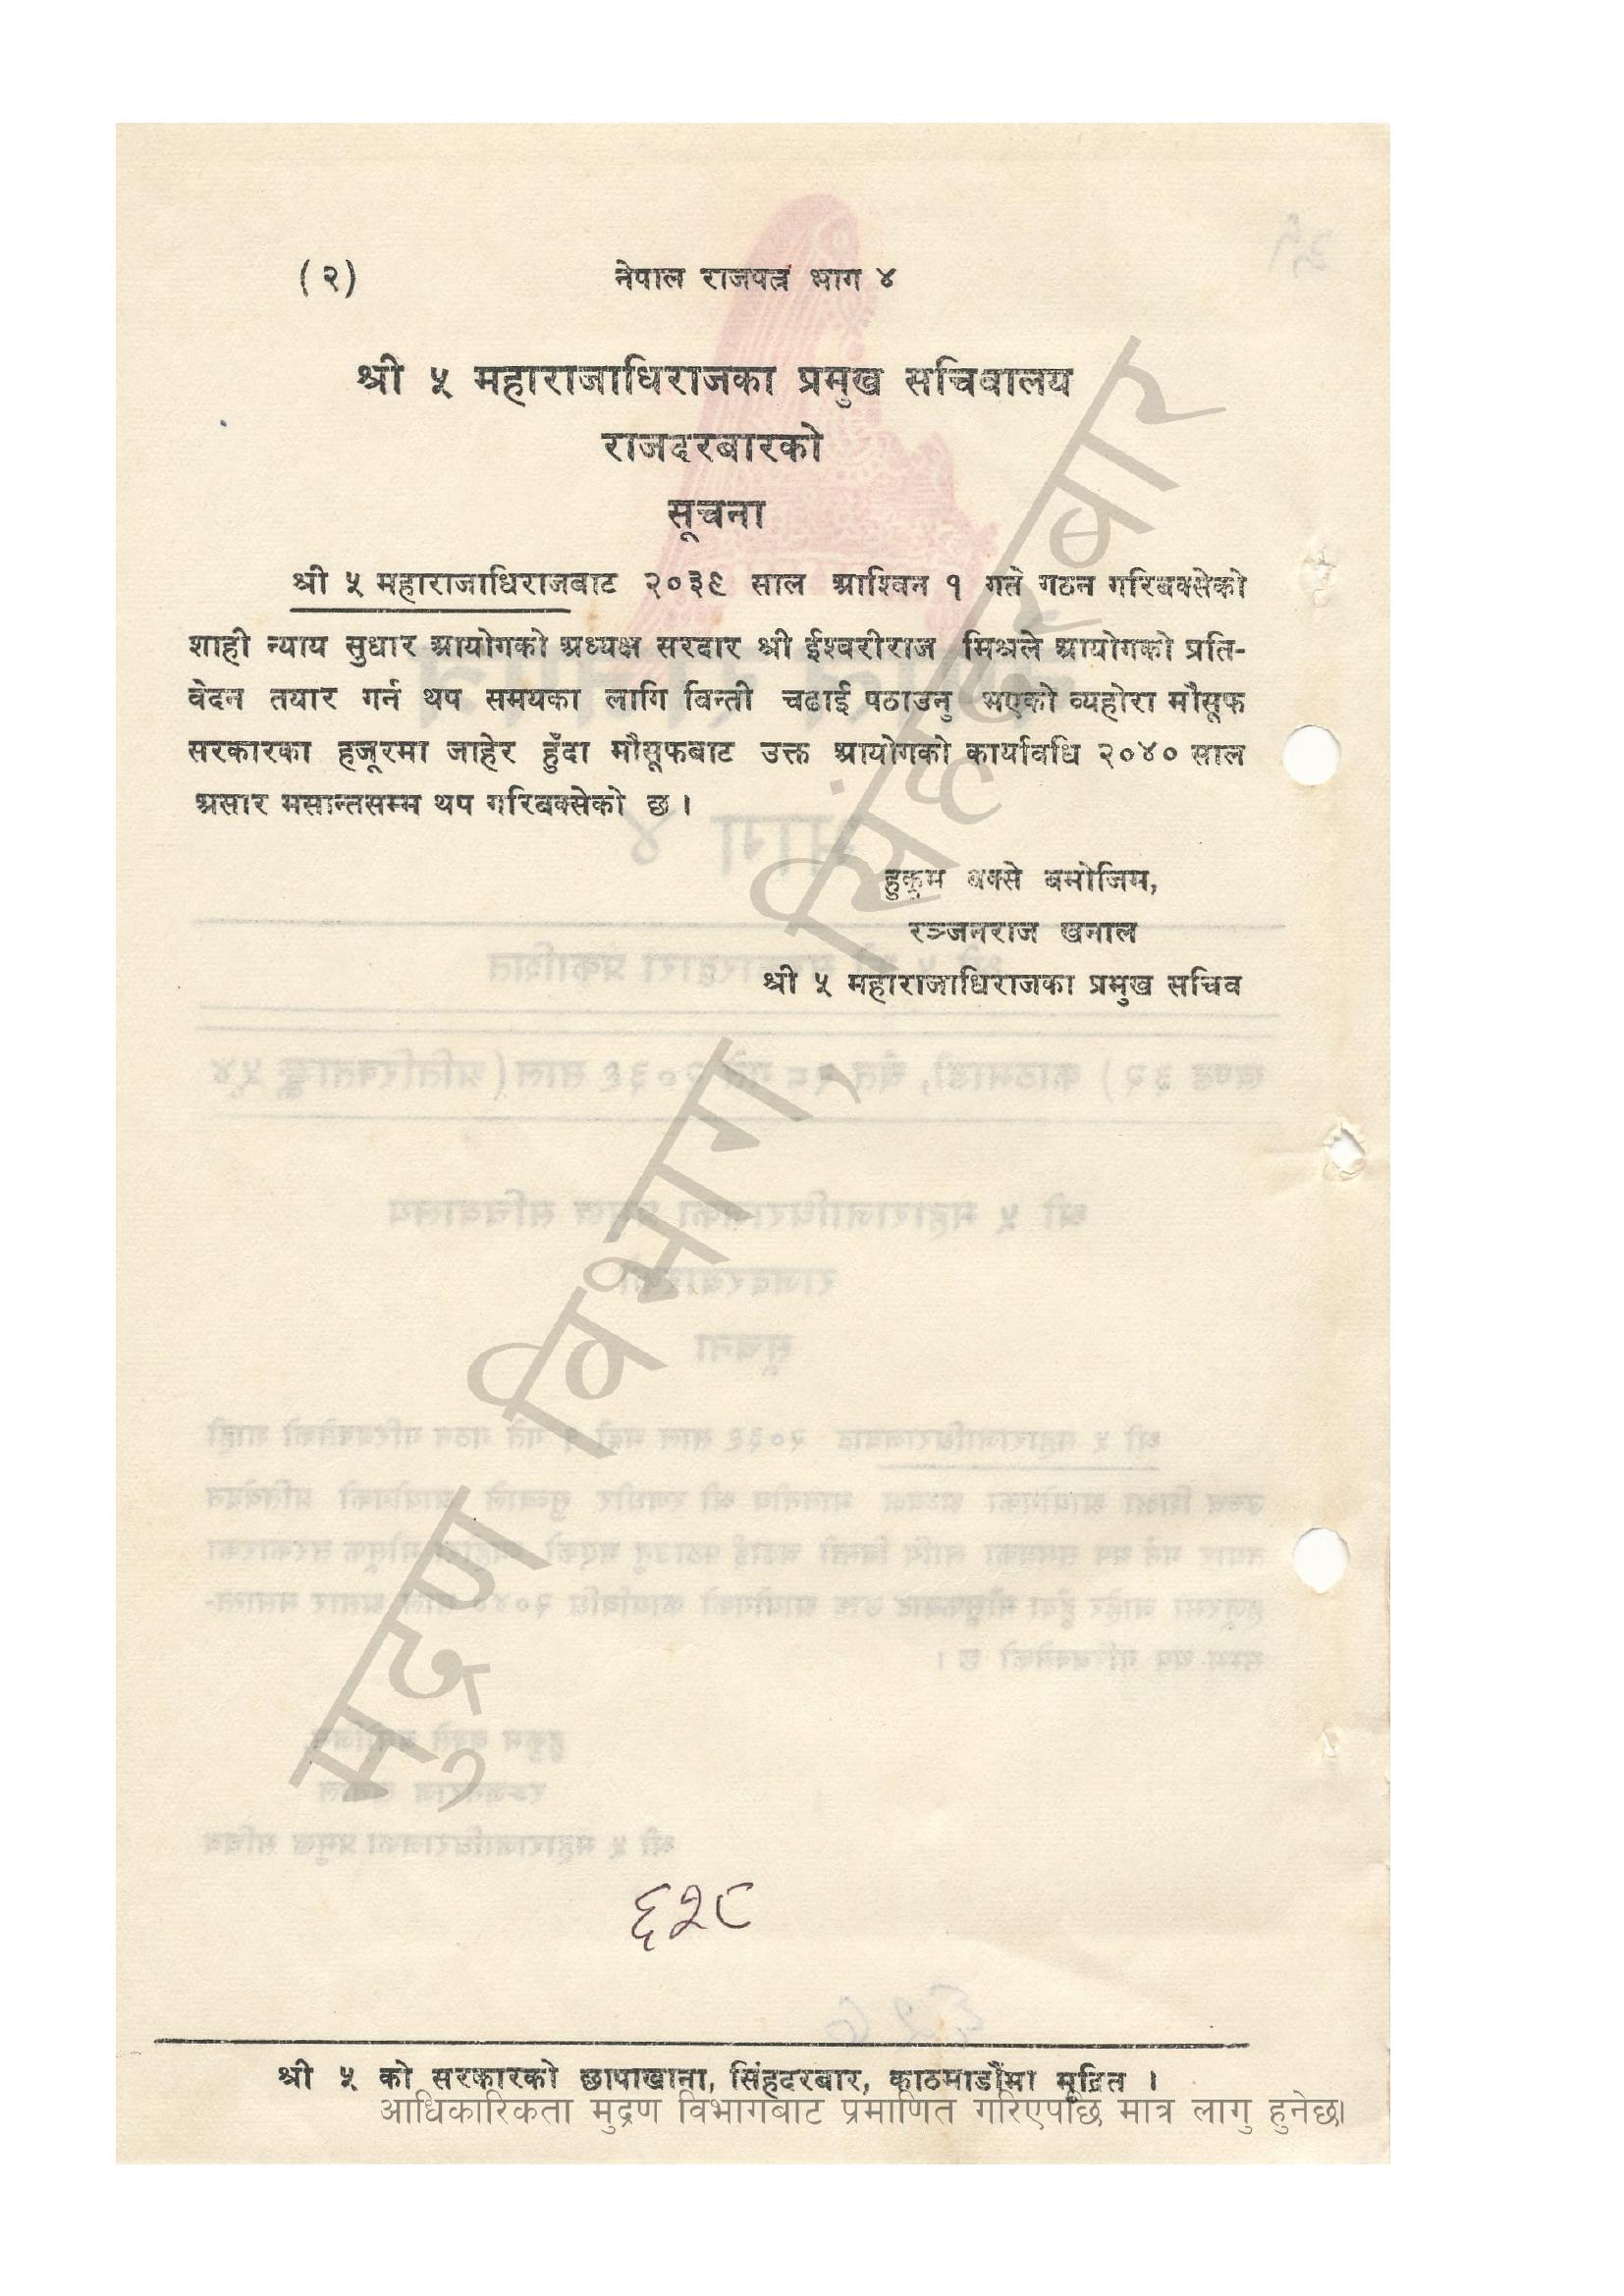 (२) नेपाल राजपत्र भाग ४
श्री ५ महाराजाधिराजका प्रमुख सचिवालय
राजदरबारको
सूचना
श्री ५ महाराजाधिराजबाट २०३९ साल आश्विन १ गते गठन गरिबक्सेको
शाही न्याय सुधार आयोगको अध्यक्ष सरदार श्री ईश्वरीराज मिश्रले आयोगको प्रति-
वेदन तयार गर्न थप समयका लागि विन्ती चढाई पठाउनु भएको व्यहोरा मौसूफ
सरकारका हजूरमा जाहेर हुँदा मौसूफबाट उक्त आयोगको कार्यावधि २०४० साल
असार मसान्तसम्म थप गरिबक्सेको छ ।
हुकुम बक्से बमोजिम,
रञ्जनराज खनाल
श्री ५ महाराजाधिराजका प्रमुख सचिव
मुद्रण विभाग, सिंहदरबार
६२८
श्री ५ को सरकारको छापाखाना, सिंहदरबार, काठमाडौंमा मूद्रित ।
आधिकारिकता मुद्रण विभागबाट प्रमाणित गरिएपछि मात्र लागु हुनेछ।